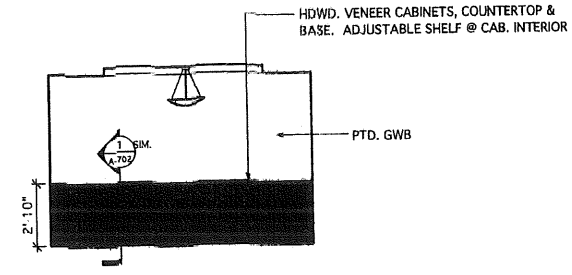 HDWD. VENEER CABINETS, COUNTERTOP &
BASE. ADJUSTABLE SHELF @ CAB. INTERIOR
PTD. GWB
1 SIM.
A-702
2'-10"